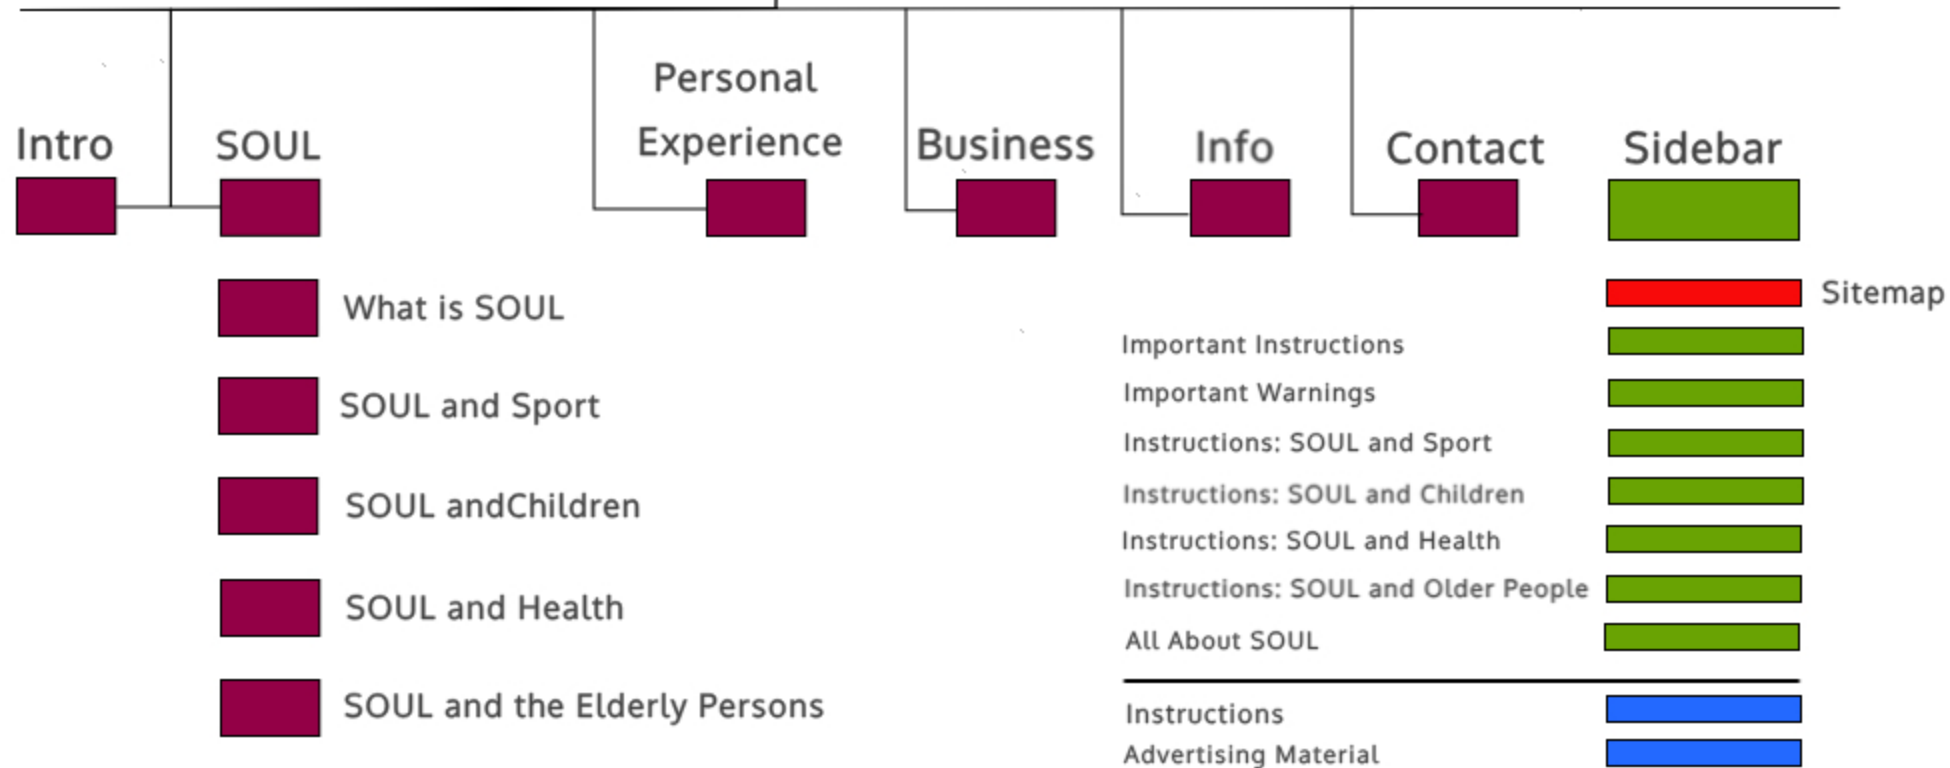 Personal
Experience
Intro
SOUL
Business
Info
Contact
Sidebar
What is SOUL
SOUL and Sport
SOUL andChildren
SOUL and Health
SOUL and the Elderly Persons
Sitemap
Important Instructions
Important Warnings
Instructions: SOUL and Sport
Instructions: SOUL and Children
Instructions: SOUL and Health
Instructions: SOUL and Older People
All About SOUL
Instructions
Advertising Material